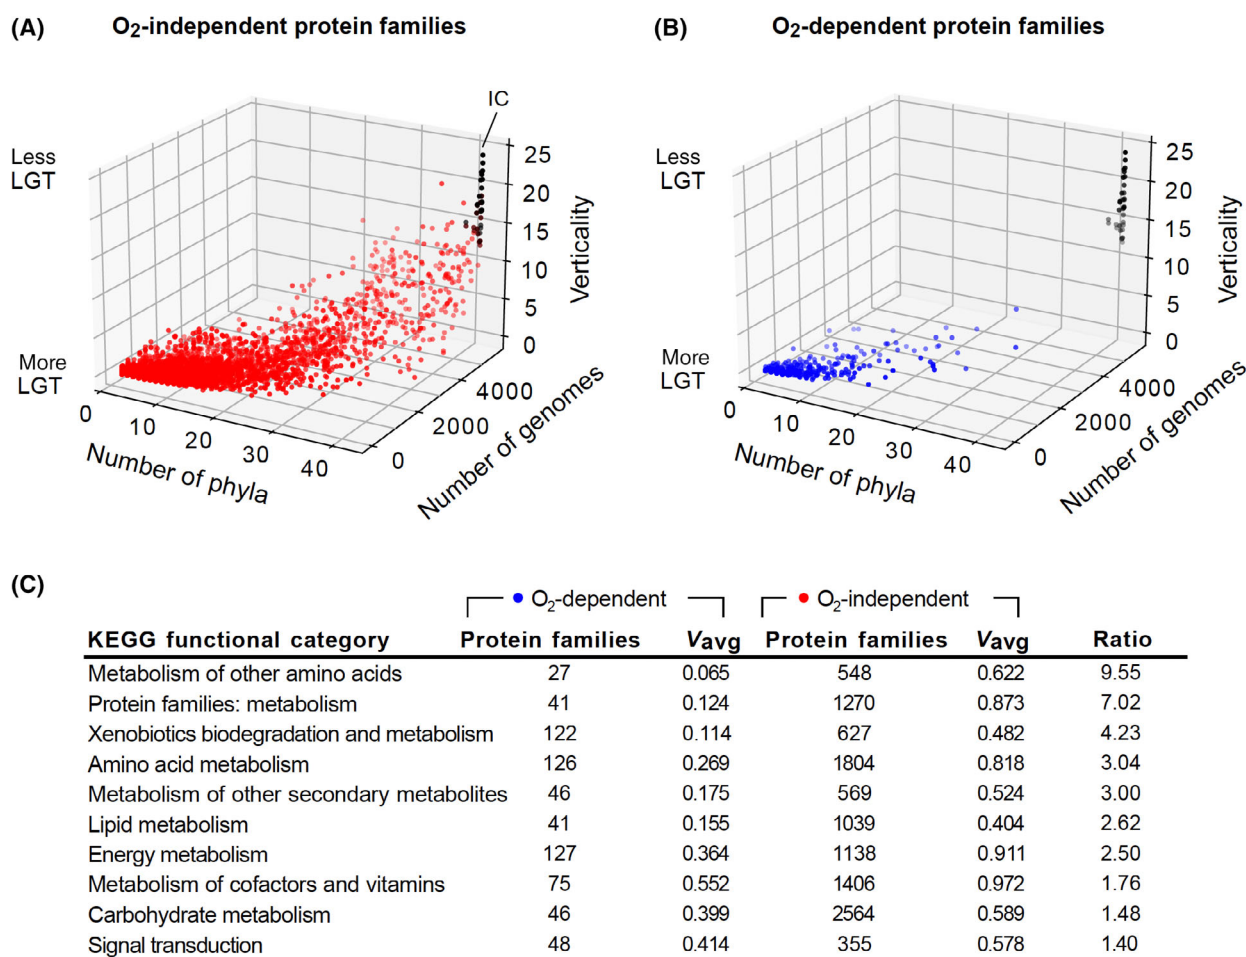 (A) O2-independent protein families
IC
Less
LGT
More
LGT
25
20
15
10
5
0
Verticality
0
10
20
30
40
Number of phyla
0
2000
4000
Number of genomes
(B) O2-dependent protein families
Less
LGT
More
LGT
25
20
15
10
5
0
Verticality
0
10
20
30
40
Number of phyla
0
2000
4000
Number of genomes
(C)
O2-dependent O2-independent
KEGG functional category Protein families Vavg Protein families Vavg Ratio
Metabolism of other amino acids 27 0.065 548 0.622 9.55
Protein families: metabolism 41 0.124 1270 0.873 7.02
Xenobiotics biodegradation and metabolism 122 0.114 627 0.482 4.23
Amino acid metabolism 126 0.269 1804 0.818 3.04
Metabolism of other secondary metabolites 46 0.175 569 0.524 3.00
Lipid metabolism 41 0.155 1039 0.404 2.62
Energy metabolism 127 0.364 1138 0.911 2.50
Metabolism of cofactors and vitamins 75 0.552 1406 0.972 1.76
Carbohydrate metabolism 46 0.399 2564 0.589 1.48
Signal transduction 48 0.414 355 0.578 1.40